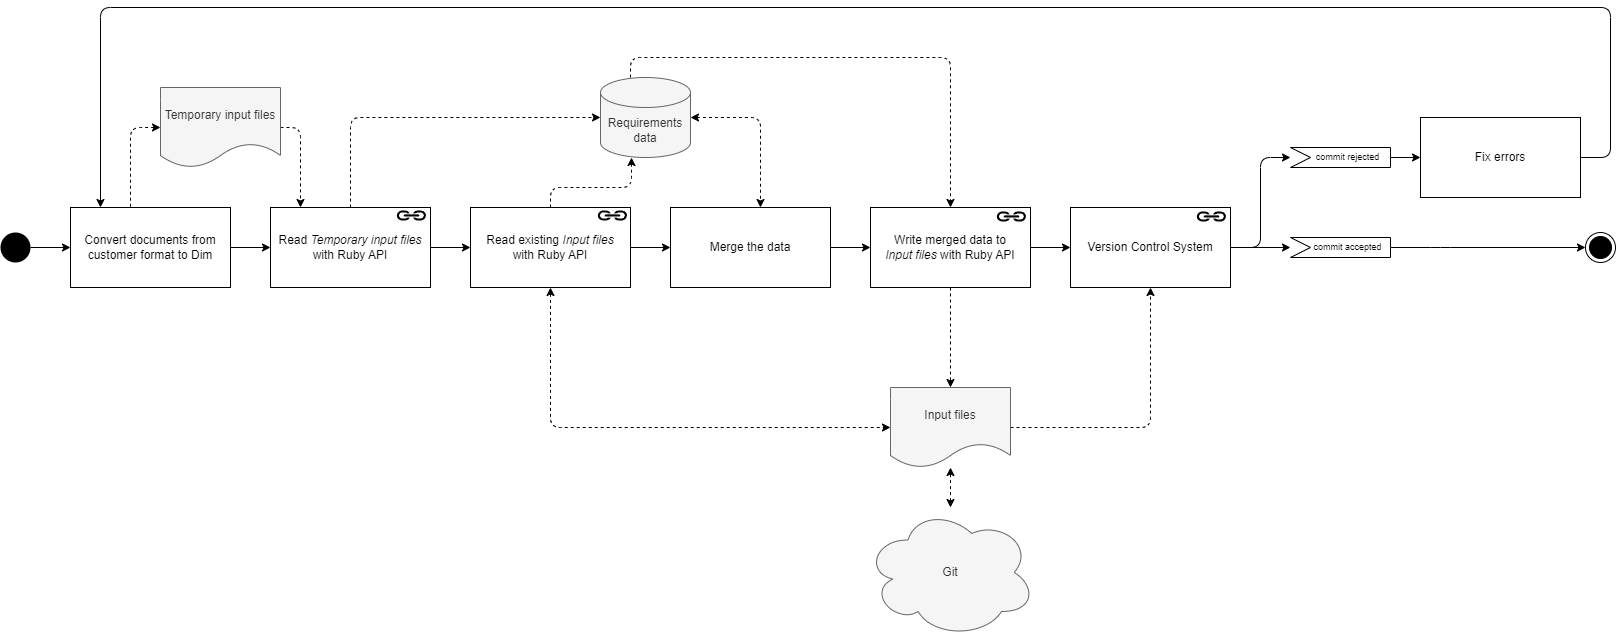 Temporary input files
Requirements
data
commit rejected
Fix errors
Convert documents from
customer format to Dim
Read Temporary input files
with Ruby API
Read existing Input files
with Ruby API
Merge the data
Write merged data to
Input files with Ruby API
Version Control System
commit accepted
Input files
Git